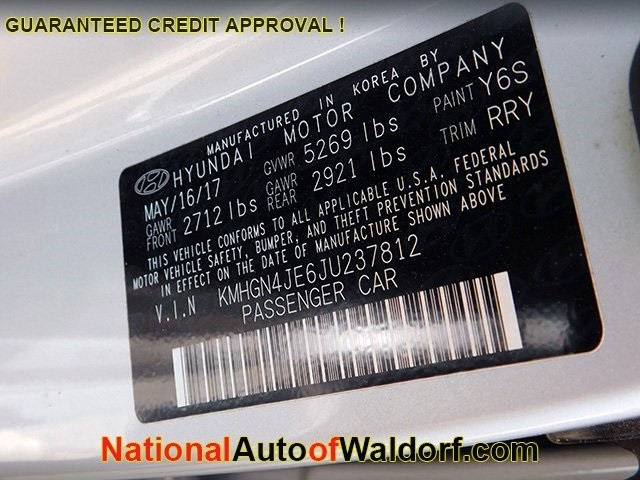 GUARANTEED CREDIT APPROVAL !
MANUFACTURED IN KOREA BY
HYUNDAI MOTOR COMPANY
MAY/16/17 GVWR 5269 lbs PAINT Y6S
GAWR FRONT 2712 lbs GAWR REAR 2921 lbs TRIM RRY
THIS VEHICLE CONFORMS TO ALL APPLICABLE U.S.A. FEDERAL
MOTOR VEHICLE SAFETY, BUMPER, AND THEFT PREVENTION STANDARDS
IN EFFECT ON THE DATE OF MANUFACTURE SHOWN ABOVE
V.I.N KMHGN4JE6JU237812
PASSENGER CAR
NationalAutoofWaldorf.com